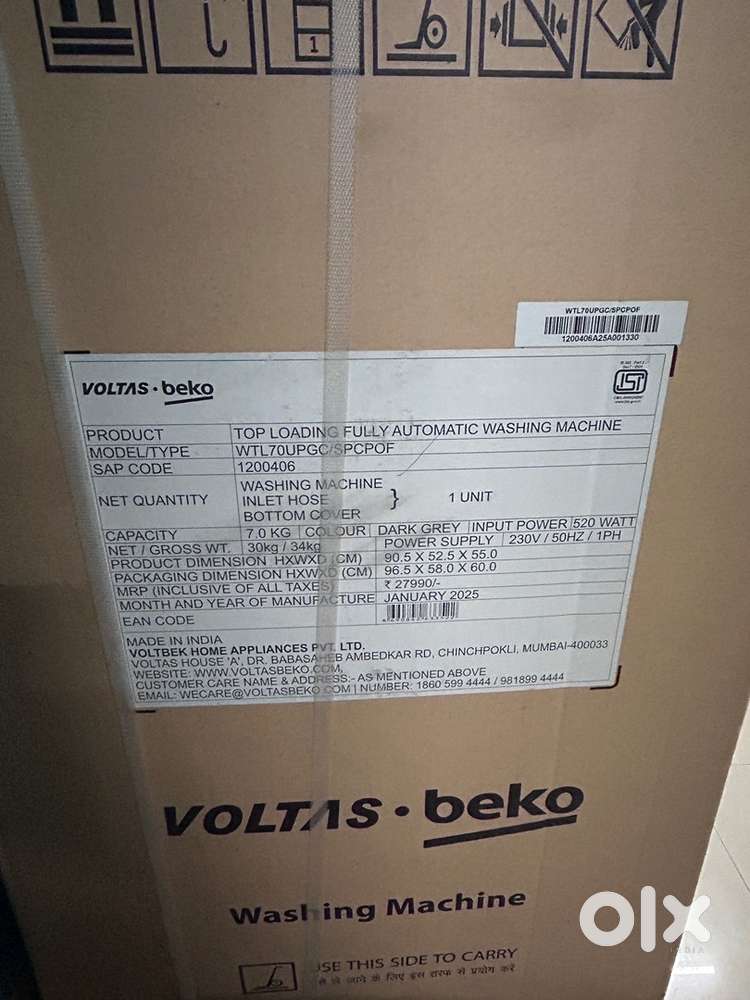 1
WTL70UPGC/SPCPOF
1200406A25A001330
VOLTAS • beko
ISI
PRODUCT TOP LOADING FULLY AUTOMATIC WASHING MACHINE
MODEL/TYPE WTL70UPGC/SPCPOF
SAP CODE 1200406
NET QUANTITY WASHING MACHINE INLET HOSE BOTTOM COVER } 1 UNIT
CAPACITY 7.0 KG COLOUR DARK GREY INPUT POWER 520 WATT
NET / GROSS WT. 30kg / 34kg POWER SUPPLY 230V / 50HZ / 1PH
PRODUCT DIMENSION HXWXD (CM) 90.5 X 52.5 X 55.0
PACKAGING DIMENSION HXWXD (CM) 96.5 X 58.0 X 60.0
MRP (INCLUSIVE OF ALL TAXES) ₹ 27990/-
MONTH AND YEAR OF MANUFACTURE JANUARY 2025
EAN CODE
MADE IN INDIA
VOLTBEK HOME APPLIANCES PVT. LTD.
VOLTAS HOUSE 'A', DR. BABASAHEB AMBEDKAR RD, CHINCHPOKLI, MUMBAI-400033
WEBSITE: WWW.VOLTASBEKO.COM,
CUSTOMER CARE NAME & ADDRESS:- AS MENTIONED ABOVE
EMAIL: WECARE@VOLTASBEKO.COM | NUMBER: 1860 599 4444 / 981899 4444
VOLTAS • beko
Washing Machine
USE THIS SIDE TO CARRY
ले जाने के लिए इस तरफ से प्रयोग करें
olx
INDIA